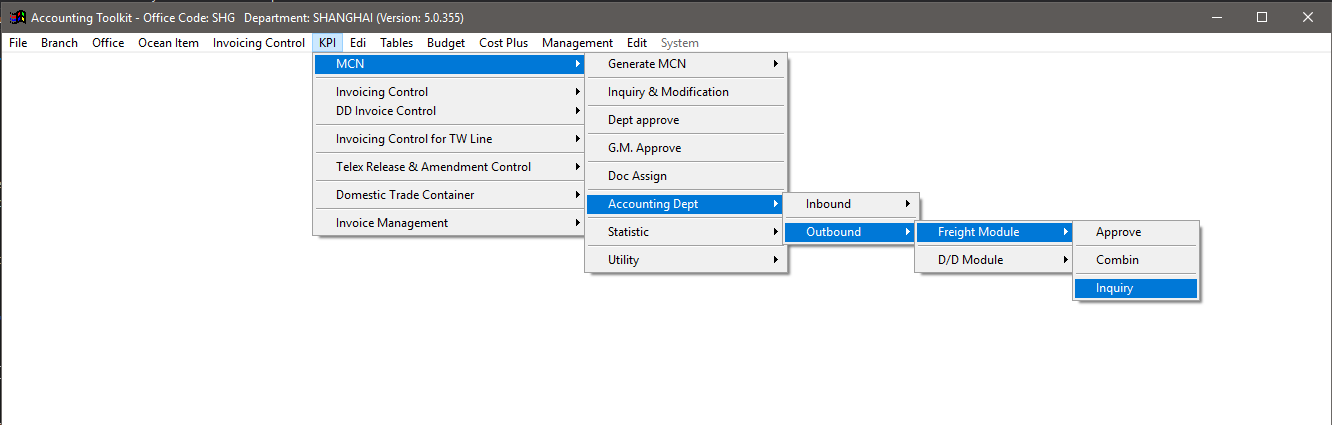 Accounting Toolkit - Office Code: SHG   Department: SHANGHAI (Version: 5.0.355)
File Branch Office Ocean Item Invoicing Control KPI Edi Tables Budget Cost Plus Management Edit System
MCN
Invoicing Control
DD Invoice Control
Invoicing Control for TW Line
Telex Release & Amendment Control
Domestic Trade Container
Invoice Management
Generate MCN
Inquiry & Modification
Dept approve
G.M. Approve
Doc Assign
Accounting Dept
Statistic
Utility
Inbound
Outbound
Freight Module
D/D Module
Approve
Combin
Inquiry